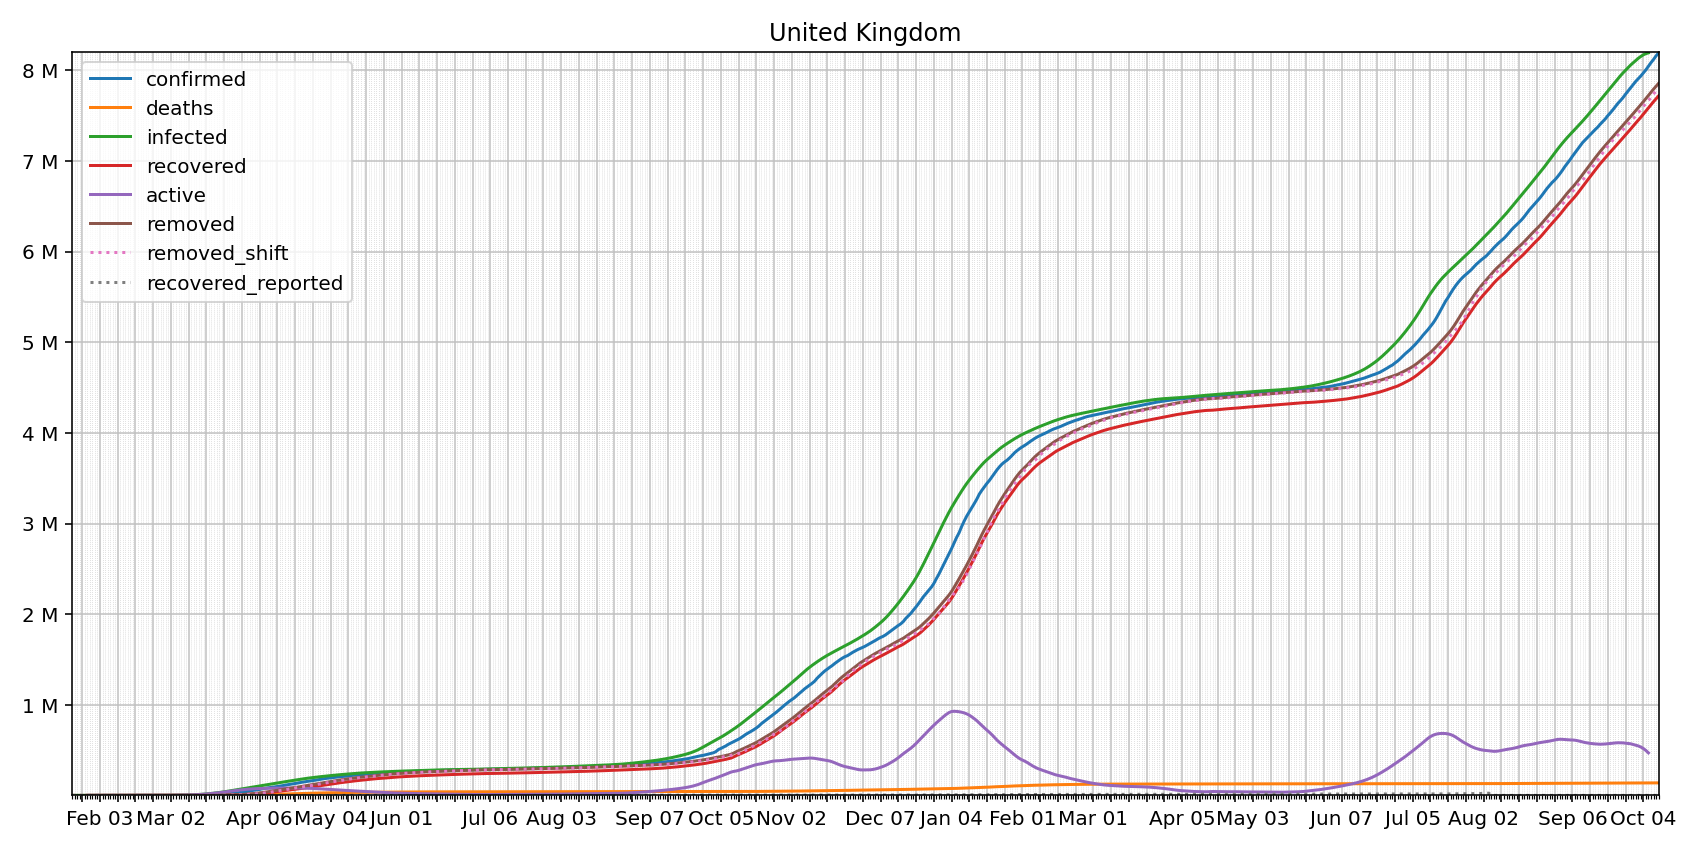 United Kingdom
8 M
7 M
6 M
5 M
4 M
3 M
2 M
1 M
confirmed
deaths
infected
recovered
active
removed
removed_shift
recovered_reported
Feb 03 Mar 02 Apr 06 May 04 Jun 01 Jul 06 Aug 03 Sep 07 Oct 05 Nov 02 Dec 07 Jan 04 Feb 01 Mar 01 Apr 05 May 03 Jun 07 Jul 05 Aug 02 Sep 06 Oct 04